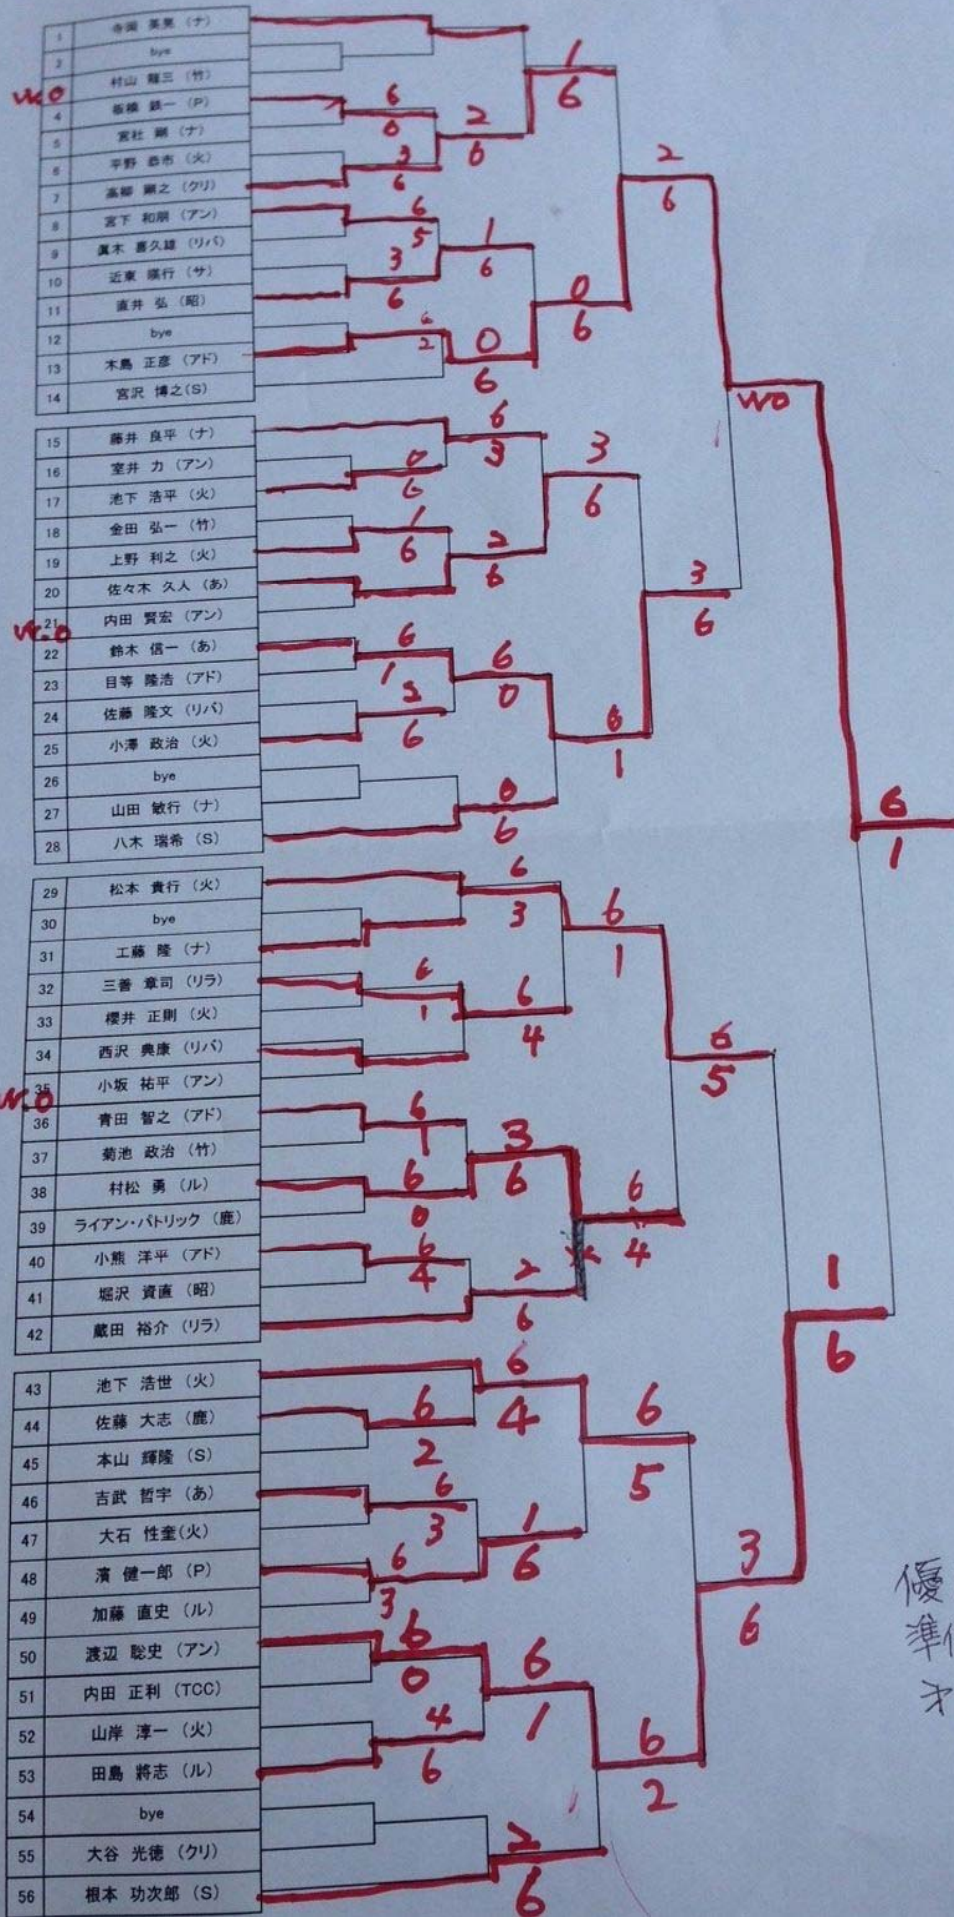 1 寺岡 美晃 (ナ)
2 bye
村山 龍三 (竹)
W.O
4 板橋 鉄一 (P)
5 宮社 剛 (ナ)
6 平野 恭市 (火)
7 高柳 剛之 (クリ)
8 宮下 和朋 (アン)
9 眞木 喜久雄 (リバ)
10 近東 暎行 (サ)
11 直井 弘 (昭)
12 bye
13 木島 正彦 (アド)
14 宮沢 博之(S)
15 藤井 良平 (ナ)
16 室井 力 (アン)
17 池下 浩平 (火)
18 金田 弘一 (竹)
19 上野 利之 (火)
20 佐々木 久人 (あ)
21 内田 賢宏 (アン)
W.O
22 鈴木 信一 (あ)
23 目等 隆浩 (アド)
24 佐藤 隆文 (リバ)
25 小澤 政治 (火)
26 bye
27 山田 敏行 (ナ)
28 八木 瑞希 (S)
29 松本 貴行 (火)
30 bye
31 工藤 隆 (ナ)
32 三善 章司 (リラ)
33 櫻井 正則 (火)
34 西沢 典康 (リバ)
35 小坂 祐平 (アン)
W.O
36 青田 智之 (アド)
37 菊池 政治 (竹)
38 村松 勇 (ル)
39 ライアン・パトリック (鹿)
40 小熊 洋平 (アド)
41 堀沢 資直 (昭)
42 蔵田 裕介 (リラ)
43 池下 浩世 (火)
44 佐藤 大志 (鹿)
45 本山 輝隆 (S)
46 吉武 哲宇 (あ)
47 大石 性奎(火)
48 濱 健一郎 (P)
49 加藤 直史 (ル)
50 渡辺 聡史 (アン)
51 内田 正利 (TCC)
52 山岸 淳一 (火)
53 田島 將志 (ル)
54 bye
55 大谷 光徳 (クリ)
56 根本 功次郎 (S)
6 0
3 6
6 5
3 6
6 2
0 6
1 6
6 1
2 6
6 1
6 1
6 0
6 4
6 2
6 3
6 3
6 0
4 6
2 6
1 6
0 6
6 3
2 6
6 0
0 6
6 3
6 4
3 6
2 6
6 4
1 6
6 1
2 6
1 6
0 6
3 6
6 1
6 1
6 4
6 5
6 2
2 6
3 6
6 5
3 6
WO
1 6
6 1
優
準